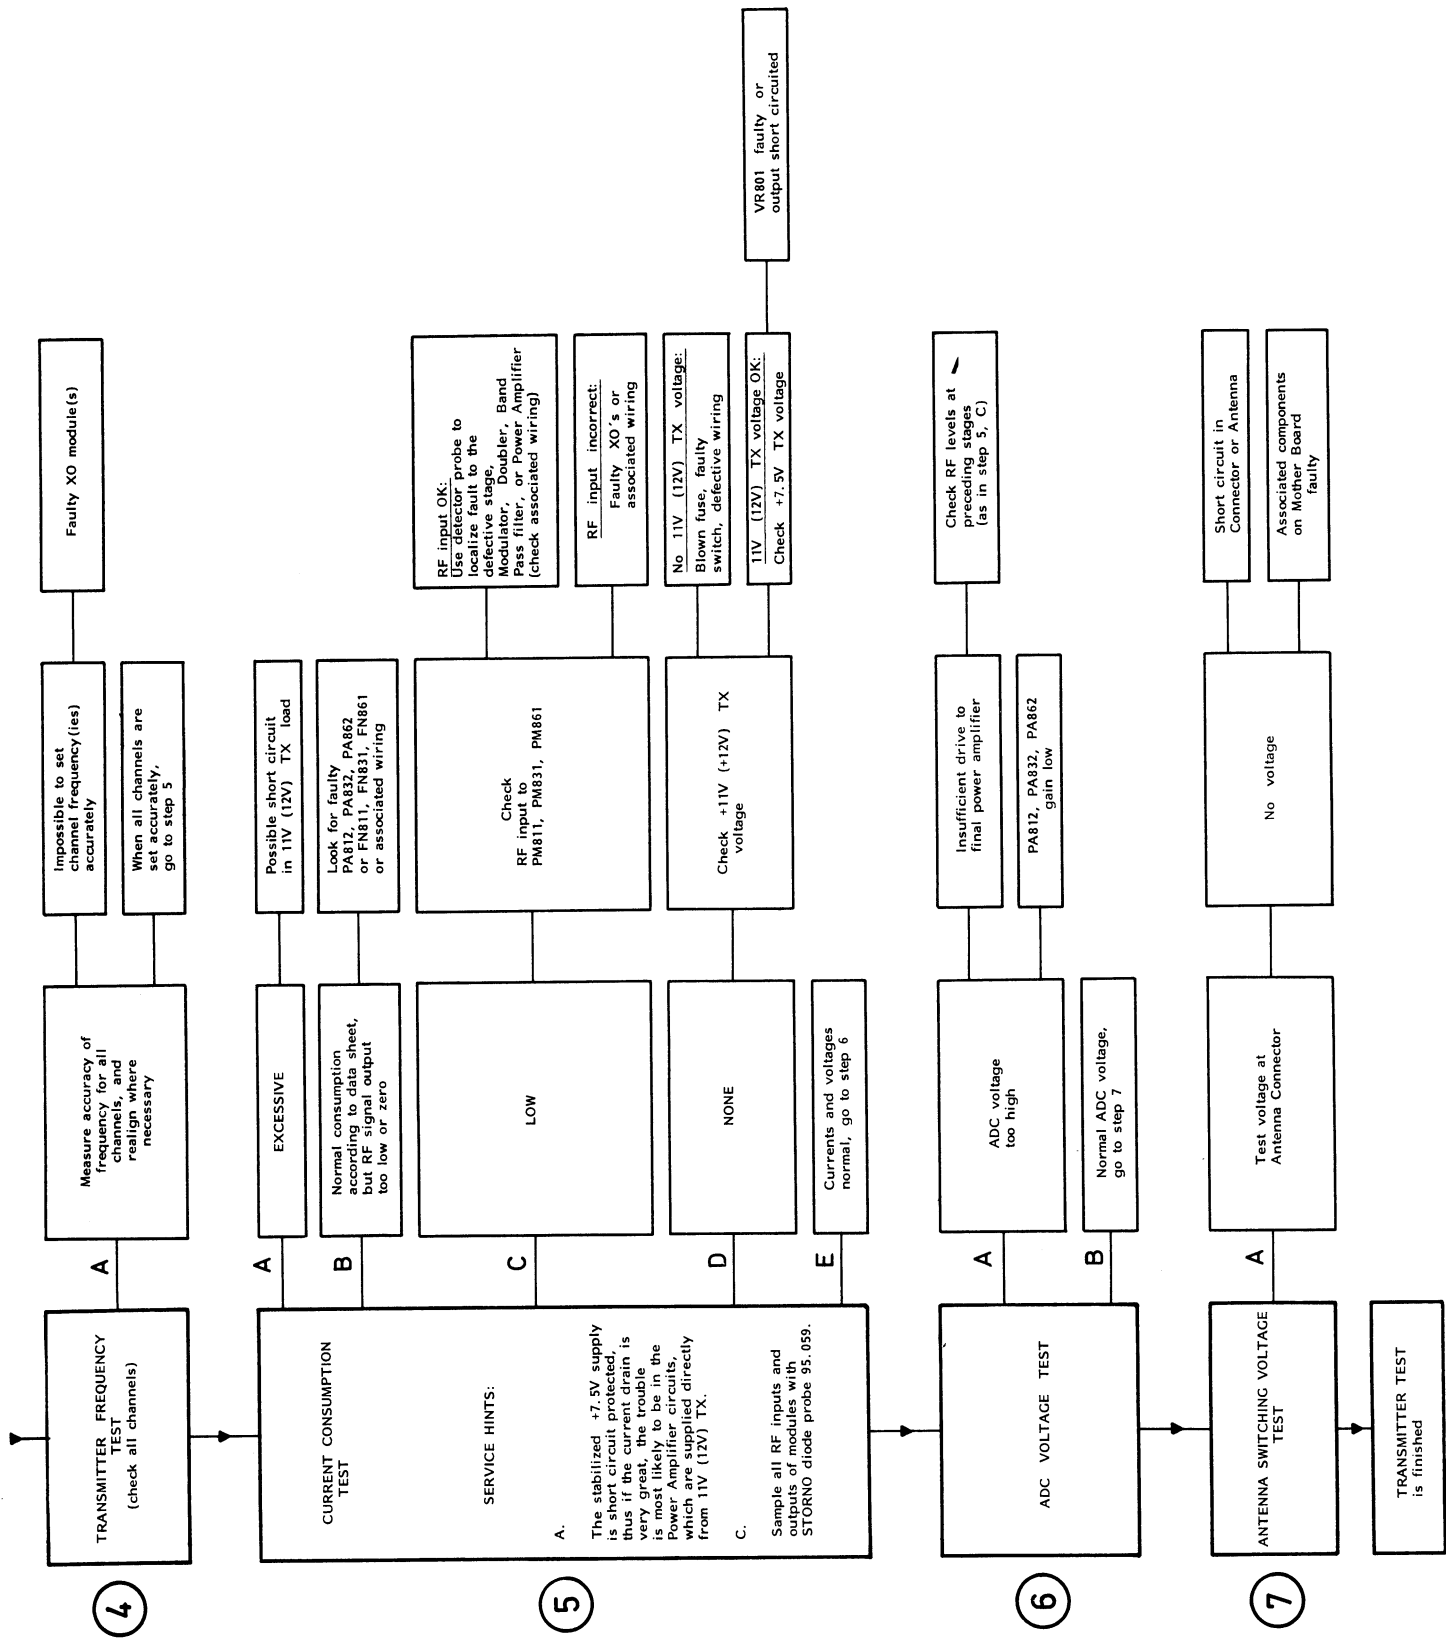 4
TRANSMITTER FREQUENCY
TEST
(check all channels)
A
Measure accuracy of
frequency for all
channels, and
realign where
necessary
Impossible to set
channel frequency(ies)
accurately
Faulty XO module(s)
When all channels are
set accurately,
go to step 5
5
CURRENT CONSUMPTION
TEST
SERVICE HINTS:
A.
The stabilized +7.5V supply
is short circuit protected,
thus if the current drain is
very great, the trouble
is most likely to be in the
Power Amplifier circuits,
which are supplied directly
from 11V (12V) TX.
C.
Sample all RF inputs and
outputs of modules with
STORNO diode probe 95.059.
A
EXCESSIVE
Possible short circuit
in 11V (12V) TX load
B
Normal consumption
according to data sheet,
but RF signal output
too low or zero
Look for faulty
PA812, PA832, PA862
or FN811, FN831, FN861
or associated wiring
C
LOW
Check
RF input to
PM811, PM831, PM861
RF input OK:
Use detector probe to
localize fault to the
defective stage,
Modulator, Doubler, Band
Pass filter, or Power Amplifier
(check associated wiring)
RF input incorrect:
Faulty XO's or
associated wiring
D
NONE
Check +11V (+12V) TX
voltage
No 11V (12V) TX voltage:
Blown fuse, faulty
switch, defective wiring
11V (12V) TX voltage OK:
Check +7.5V TX voltage
VR801 faulty or
output short circuited
E
Currents and voltages
normal, go to step 6
6
ADC VOLTAGE TEST
A
ADC voltage
too high
Insufficient drive to
final power amplifier
Check RF levels at
preceding stages
(as in step 5, C)
PA812, PA832, PA862
gain low
B
Normal ADC voltage,
go to step 7
7
ANTENNA SWITCHING VOLTAGE
TEST
A
Test voltage at
Antenna Connector
No voltage
Short circuit in
Connector or Antenna
Associated components
on Mother Board
faulty
TRANSMITTER TEST
is finished